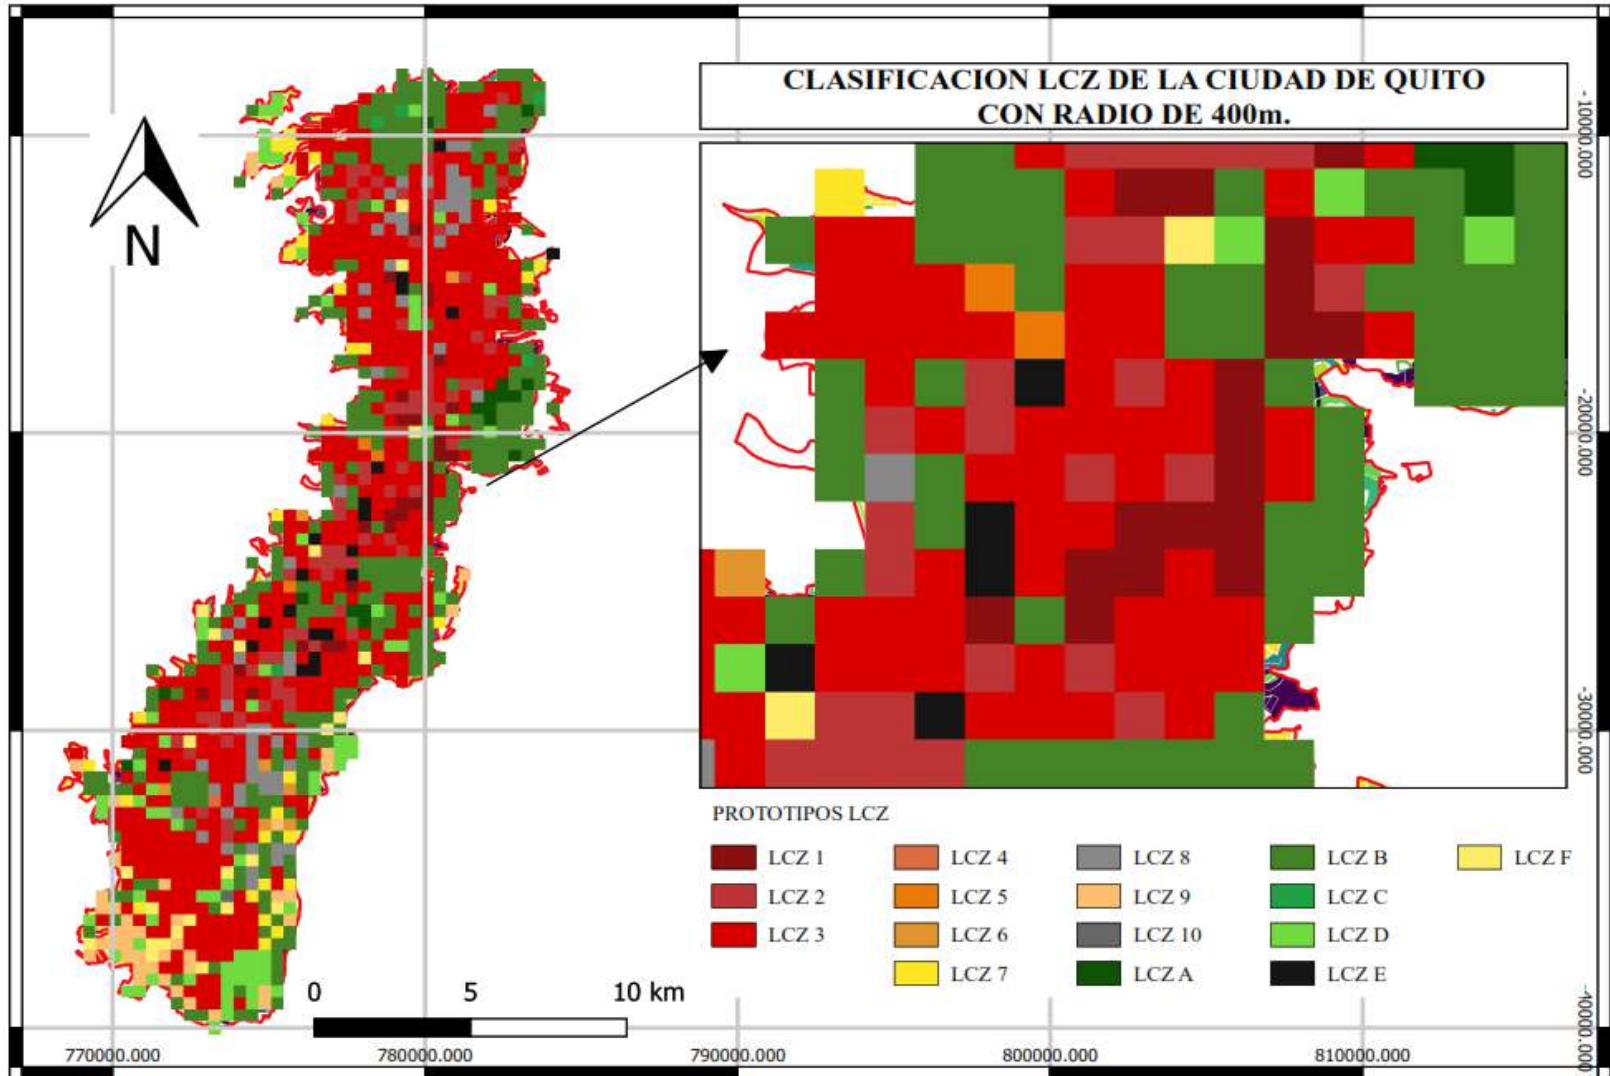 CLASIFICACION LCZ DE LA CIUDAD DE QUITO
CON RADIO DE 400m.
N
-10000.000
-20000.000
-30000.000
-40000.000
PROTOTIPOS LCZ
LCZ 1
LCZ 4
LCZ 8
LCZ B
LCZ F
LCZ 2
LCZ 5
LCZ 9
LCZ C
LCZ 3
LCZ 6
LCZ 10
LCZ D
LCZ 7
LCZ A
LCZ E
0 5 10 km
770000.000 780000.000 790000.000 800000.000 810000.000